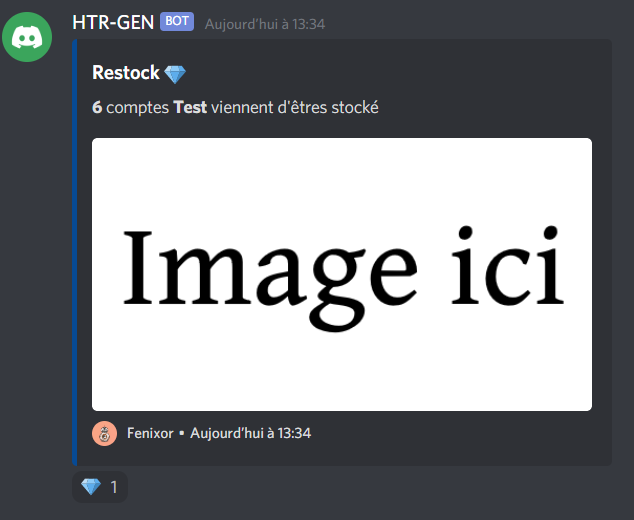 HTR-GEN BOT Aujourd'hui à 13:34
Restock 💎
6 comptes Test viennent d'êtres stocké
Image ici
Fenixor • Aujourd'hui à 13:34
💎 1